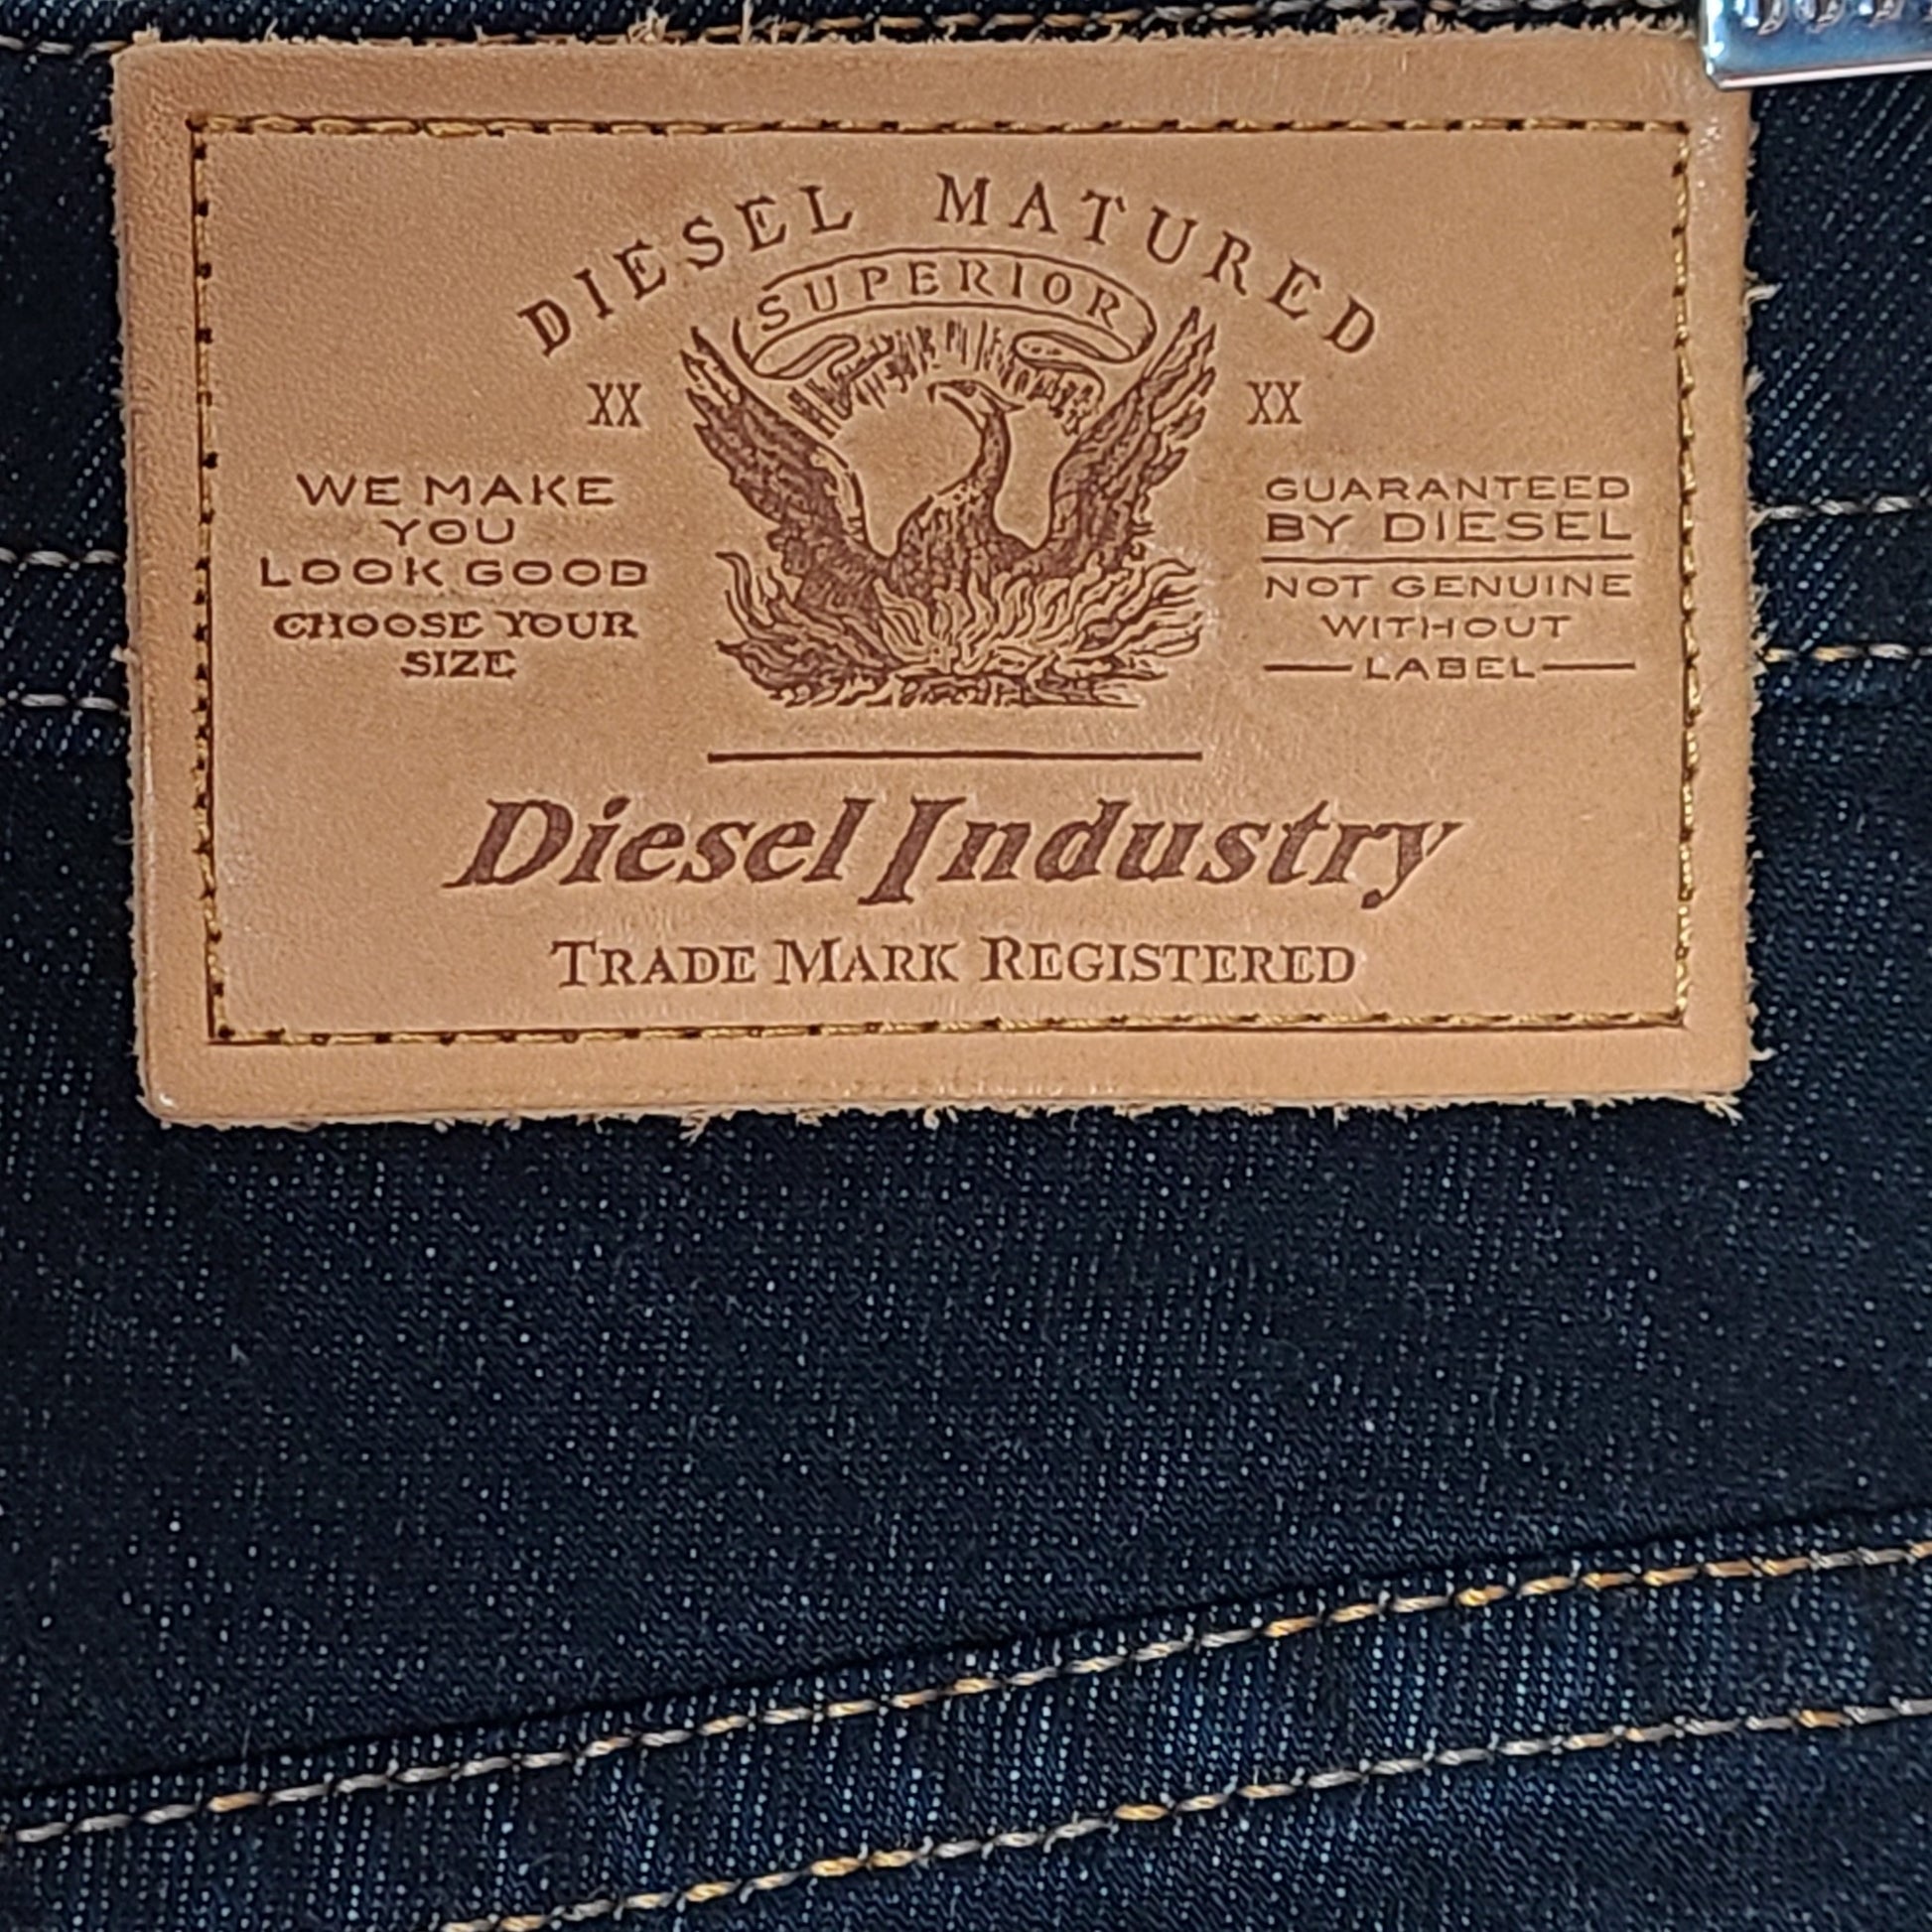 DIESEL MATURED
SUPERIOR
XX
XX
WE MAKE
YOU
LOOK GOOD
CHOOSE YOUR
SIZE
GUARANTEED
BY DIESEL
NOT GENUINE
WITHOUT
LABEL
Diesel Industry
TRADE MARK REGISTERED